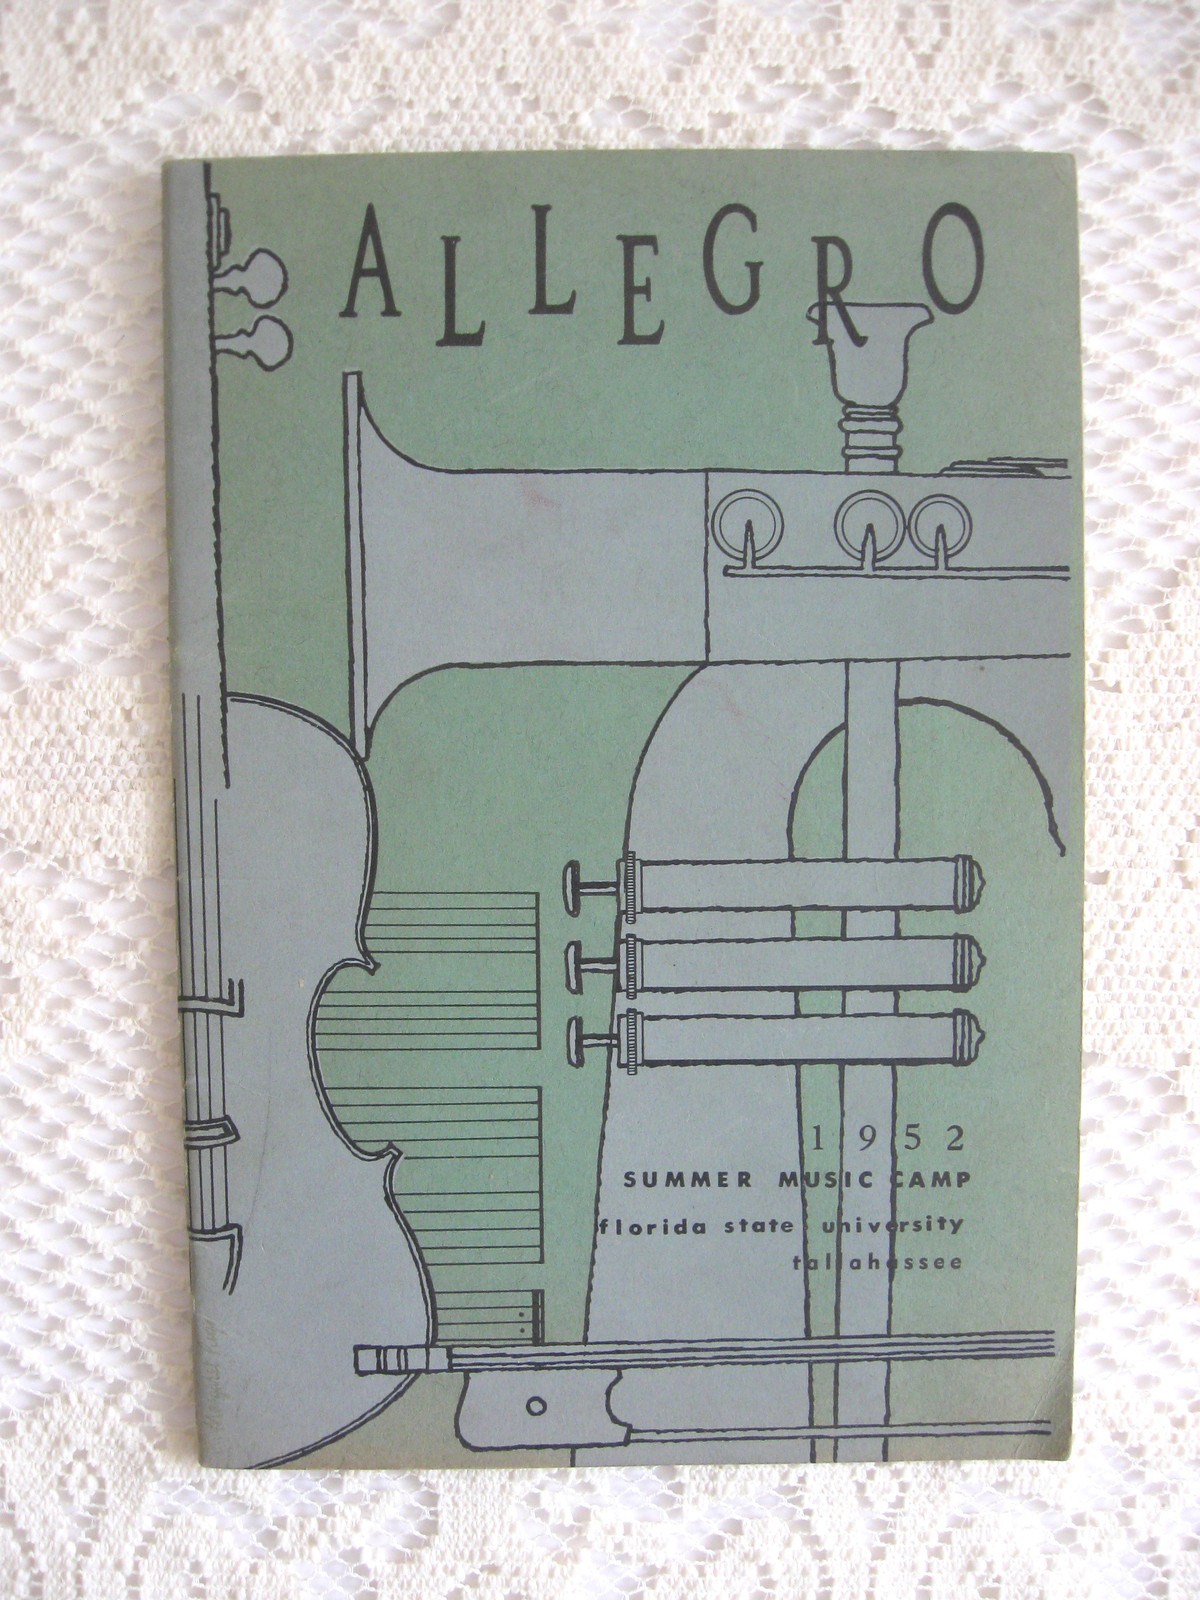 ALLEGRO
1952
SUMMER MUSIC CAMP
florida state university
tallahassee